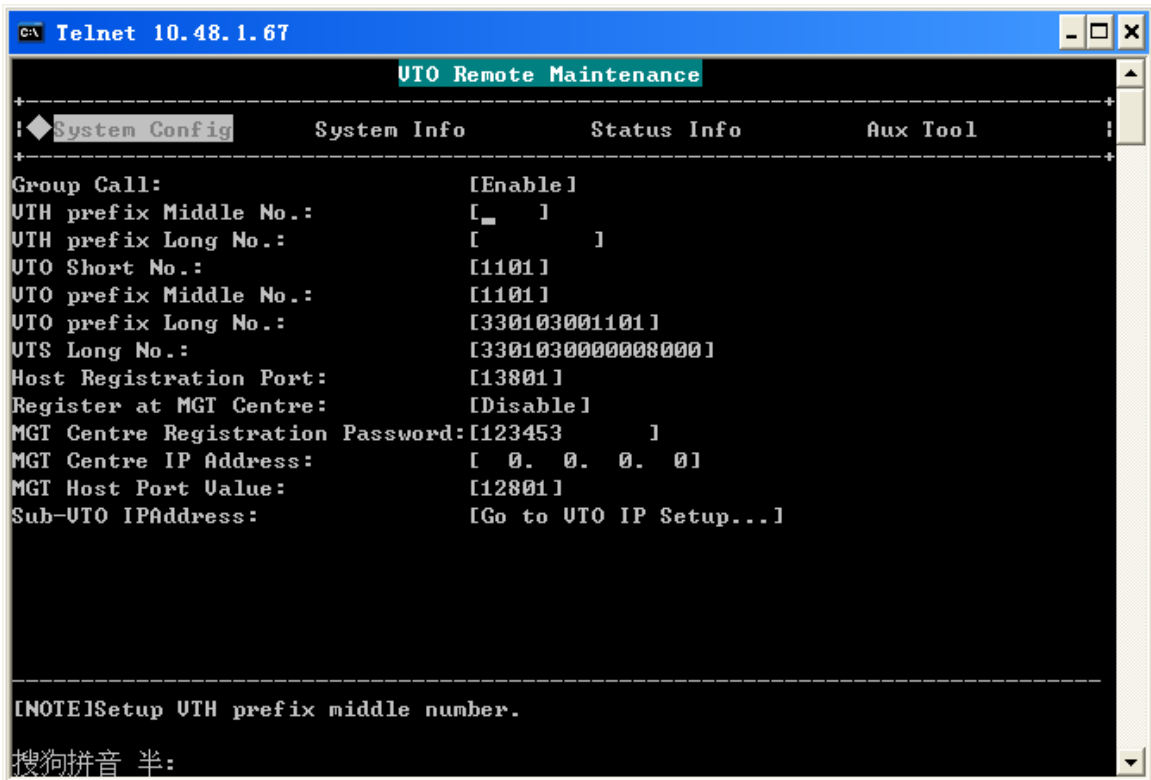 Telnet 10.48.1.67
VTO Remote Maintenance
System Config System Info Status Info Aux Tool
Group Call: [Enable]
VTH prefix Middle No.: [_ ]
VTH prefix Long No.: [ ]
VTO Short No.: [1101]
VTO prefix Middle No.: [1101]
VTO prefix Long No.: [330103001101]
VTS Long No.: [3301030000008000]
Host Registration Port: [13801]
Register at MGT Centre: [Disable]
MGT Centre Registration Password:[123453 ]
MGT Centre IP Address: [ 0. 0. 0. 0]
MGT Host Port Value: [12801]
Sub-VTO IPAddress: [Go to VTO IP Setup...]
[NOTE]Setup VTH prefix middle number.
搜狗拼音 半: